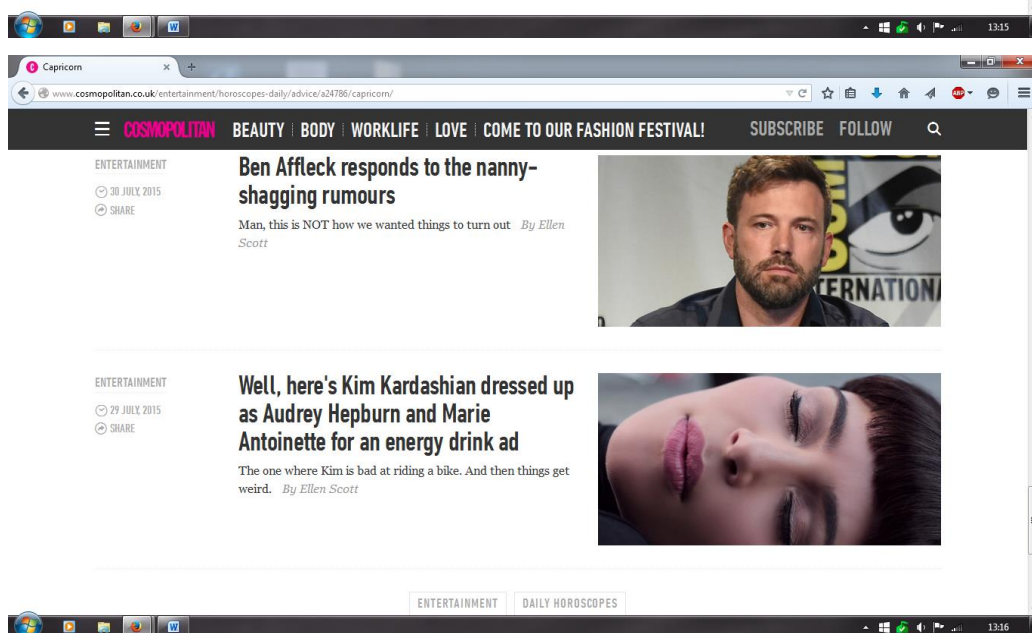 13:15
Capricorn
www.cosmopolitan.co.uk/entertainment/horoscopes-daily/advice/a24786/capricorn/
ABP
COSMOPOLITAN BEAUTY BODY WORKLIFE LOVE COME TO OUR FASHION FESTIVAL! SUBSCRIBE FOLLOW
ENTERTAINMENT
30 JULY, 2015
SHARE
Ben Affleck responds to the nanny-
shagging rumours
Man, this is NOT how we wanted things to turn out By Ellen
Scott
COM
INTERNATIONAL
ENTERTAINMENT
29 JULY, 2015
SHARE
Well, here's Kim Kardashian dressed up
as Audrey Hepburn and Marie
Antoinette for an energy drink ad
The one where Kim is bad at riding a bike. And then things get
weird. By Ellen Scott
ENTERTAINMENT DAILY HOROSCOPES
13:16